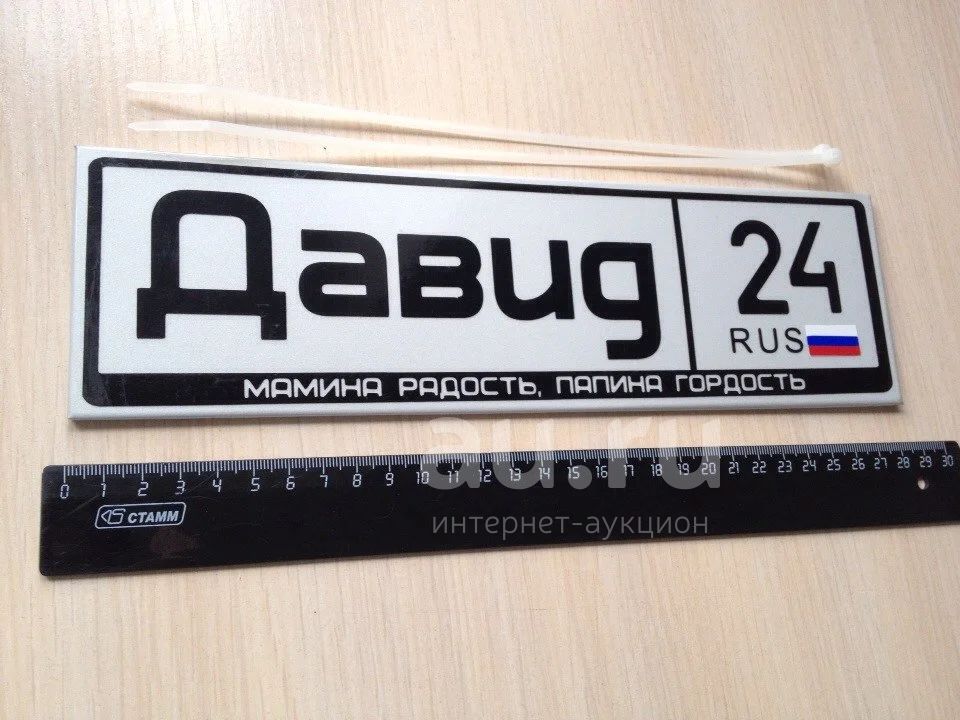 Давид
24
RUS
МАМИНА РАДОСТЬ, ПАПИНА ГОРДОСТЬ
au.ru
интернет-аукцион
0 1 2 3 4 5 6 7 8 9 10 11 12 13 14 15 16 17 18 19 20 21 22 23 24 25 26 27 28 29 30
СТАММ